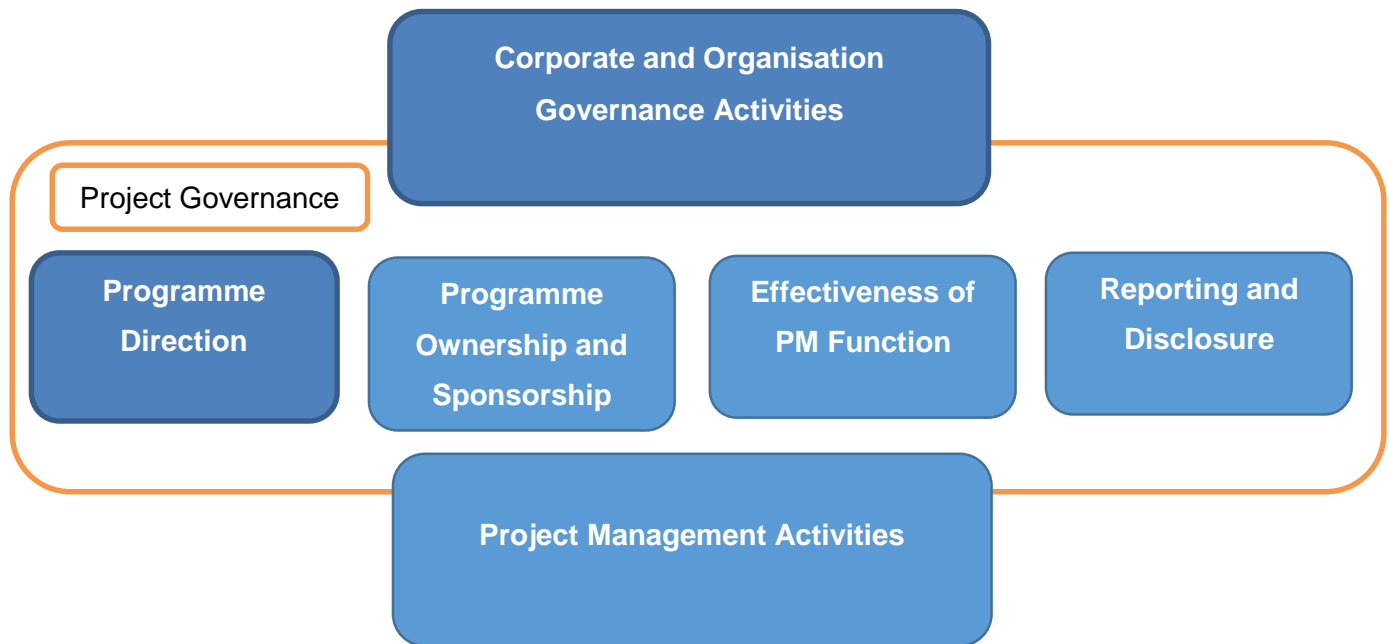 Corporate and Organisation
Governance Activities
Project Governance
Programme
Direction
Programme
Ownership and
Sponsorship
Effectiveness of
PM Function
Reporting and
Disclosure
Project Management Activities